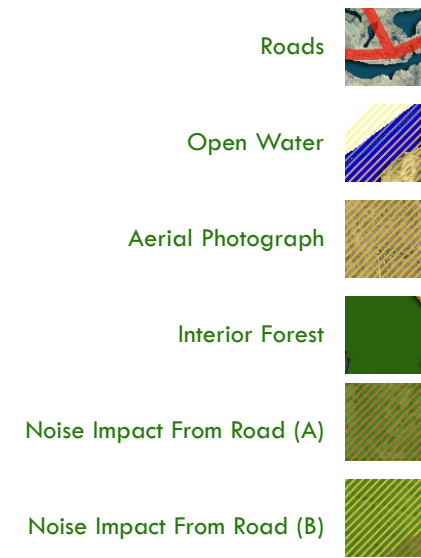 Roads
Open Water
Aerial Photograph
Interior Forest
Noise Impact From Road (A)
Noise Impact From Road (B)